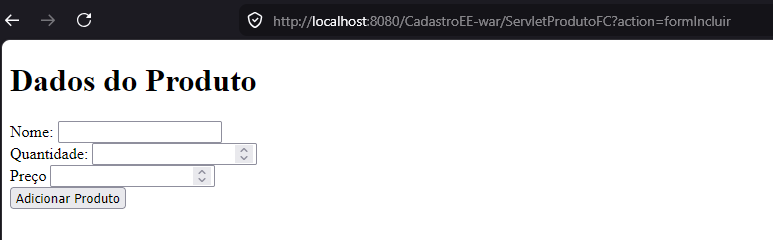 http://localhost:8080/CadastroEE-war/ServletProdutoFC?action=formIncluir
Dados do Produto
Nome:
Quantidade:
Preço
Adicionar Produto